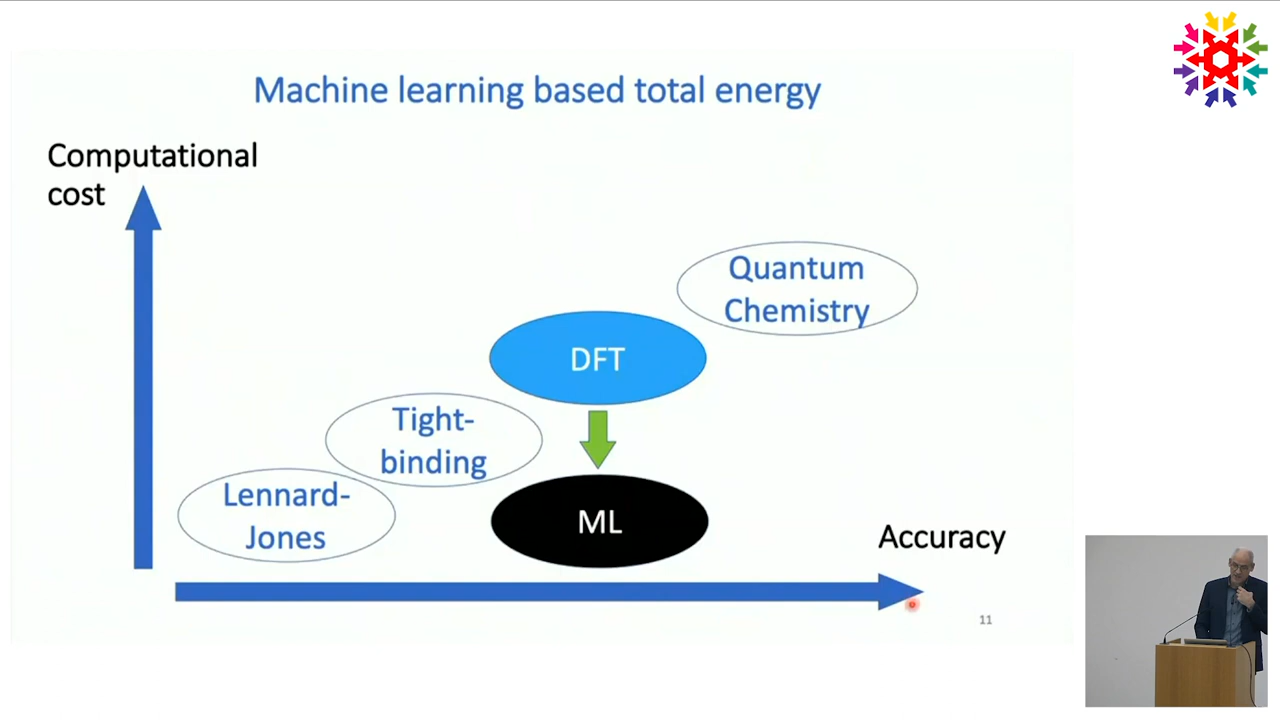 Machine learning based total energy
Computational
cost
Quantum
Chemistry
DFT
Tight-
binding
Lennard-
Jones
ML
Accuracy
11